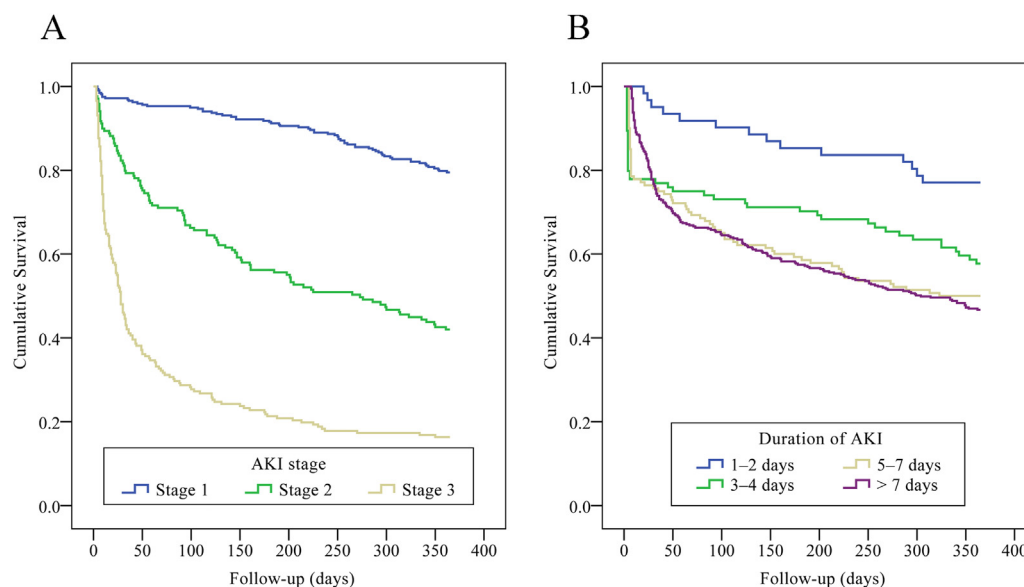 A
Cumulative Survival
1.0
0.8
0.6
0.4
0.2
0.0
AKI stage
Stage 1 Stage 2 Stage 3
0 50 100 150 200 250 300 350 400
Follow-up (days)
B
Cumulative Survival
1.0
0.8
0.6
0.4
0.2
0.0
Duration of AKI
1–2 days 5–7 days
3–4 days > 7 days
0 50 100 150 200 250 300 350 400
Follow-up (days)